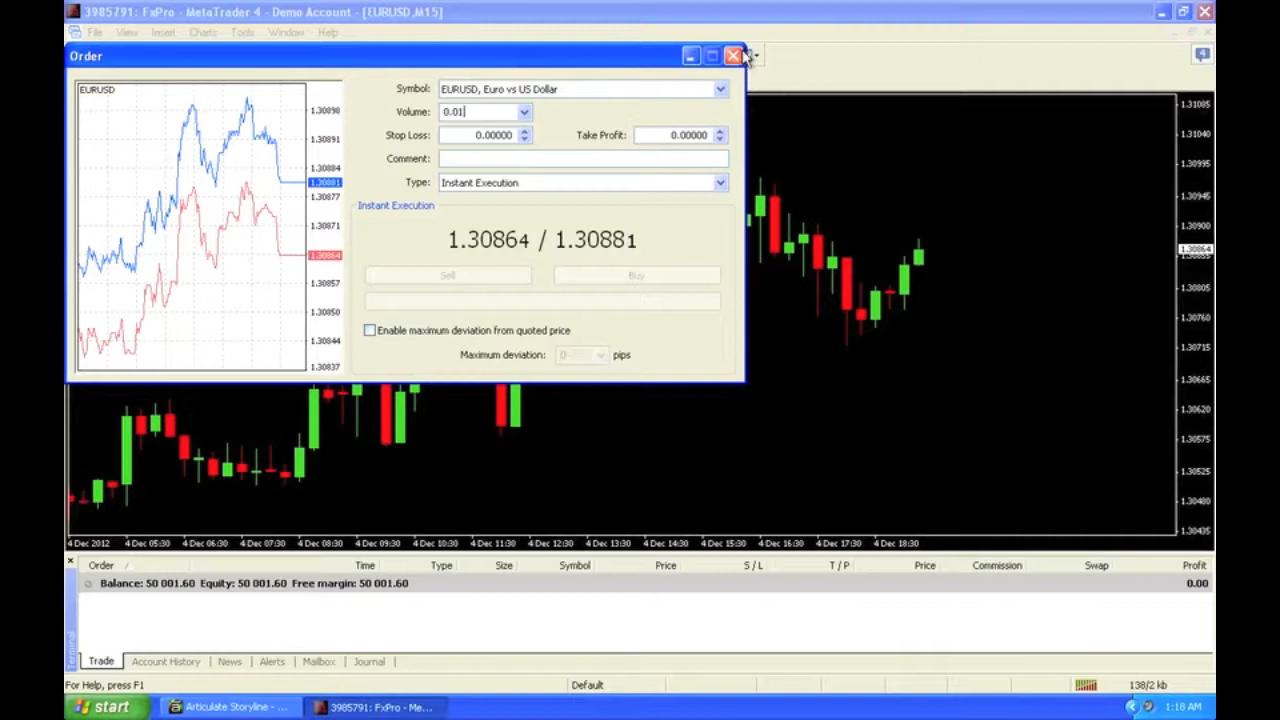 3985791: FxPro - MetaTrader 4 - Demo Account - [EURUSD,M15]
File View Insert Charts Tools Window Help
4
Order
EURUSD
1.30898
1.30891
1.30884
1.30881
1.30877
1.30871
1.30864
1.30857
1.30850
1.30844
1.30837
Symbol: EURUSD, Euro vs US Dollar
Volume: 0.01
Stop Loss: 0.00000 Take Profit: 0.00000
Comment:
Type: Instant Execution
Instant Execution
1.30864 / 1.30881
Sell Buy
Enable maximum deviation from quoted price
Maximum deviation: 0 pips
1.31085
1.31040
1.30995
1.30945
1.30900
1.30864
1.30805
1.30760
1.30715
1.30665
1.30620
1.30575
1.30525
1.30480
1.30435
4 Dec 2012 4 Dec 05:30 4 Dec 06:30 4 Dec 07:30 4 Dec 08:30 4 Dec 09:30 4 Dec 10:30 4 Dec 11:30 4 Dec 12:30 4 Dec 13:30 4 Dec 14:30 4 Dec 15:30 4 Dec 16:30 4 Dec 17:30 4 Dec 18:30
Order / Time Type Size Symbol Price S / L T / P Price Commission Swap Profit
Balance: 50 001.60 Equity: 50 001.60 Free margin: 50 001.60 0.00
Terminal
Trade Account History News Alerts Mailbox Journal
For Help, press F1 Default 138/2 kb
start Articulate Storyline - ... 3985791: FxPro - Me... 1:18 AM